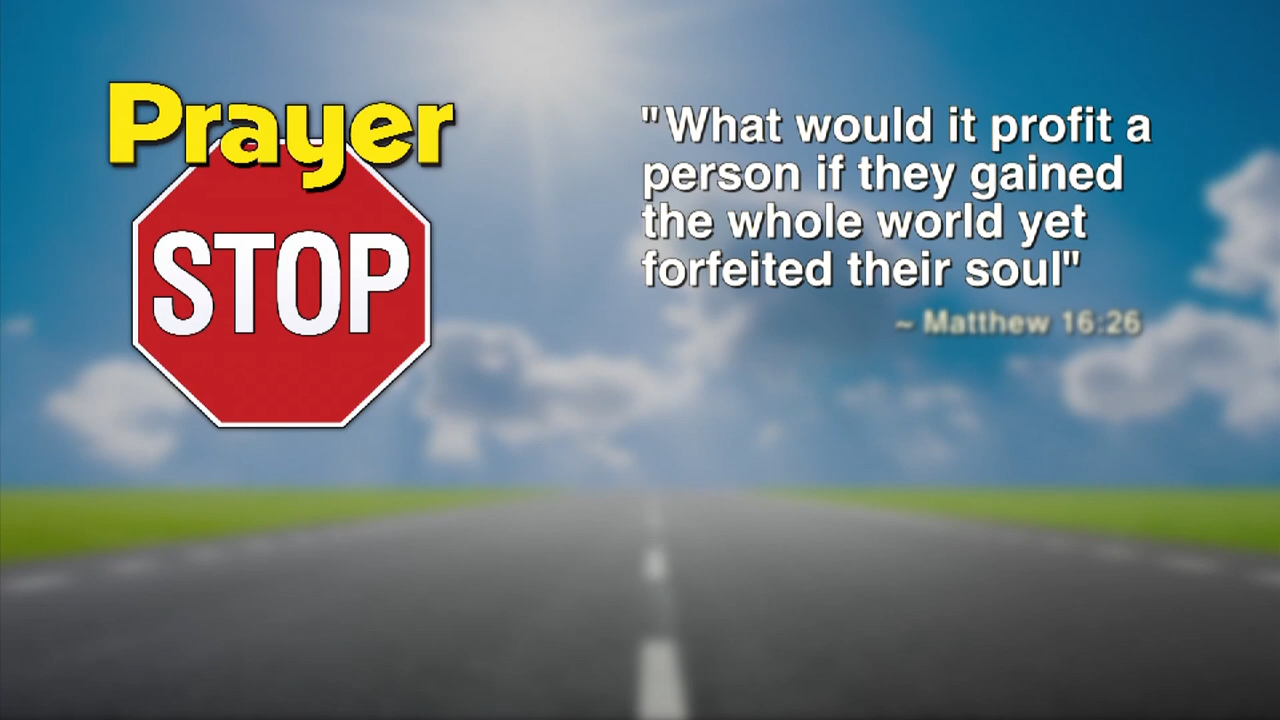 Prayer
STOP
"What would it profit a
person if they gained
the whole world yet
forfeited their soul"
~ Matthew 16:26